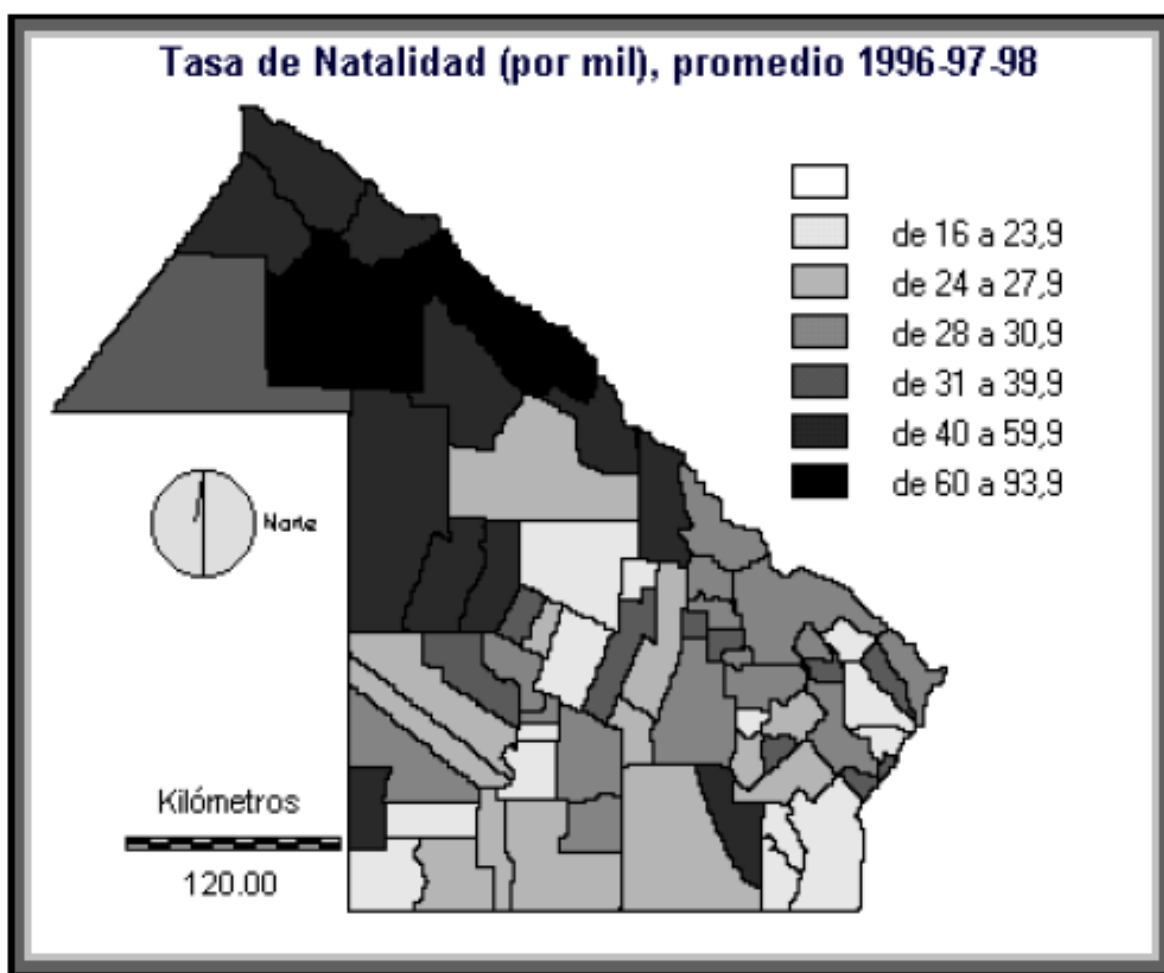 Tasa de Natalidad (por mil), promedio 1996-97-98
de 16 a 23,9
de 24 a 27,9
de 28 a 30,9
de 31 a 39,9
de 40 a 59,9
de 60 a 93,9
Norte
Kilómetros
120.00